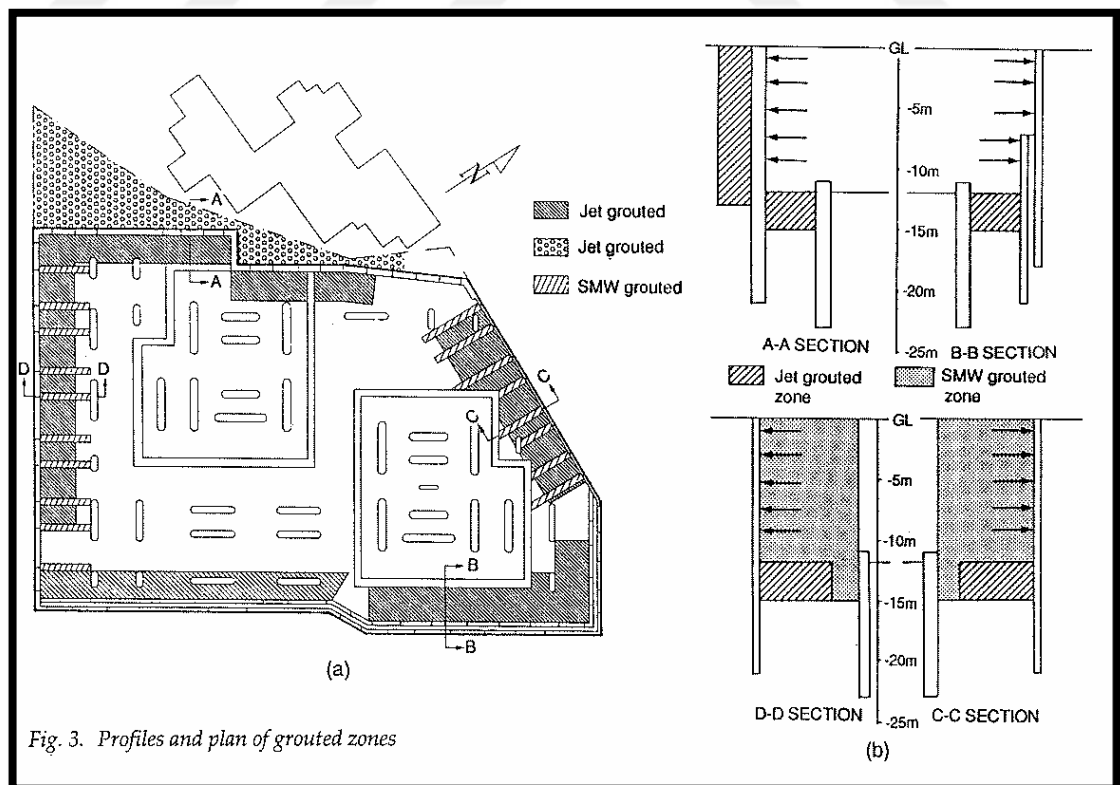 A
A
N
Jet grouted
Jet grouted
SMW grouted
D
D
C
C
B
B
(a)
GL
-5m
-10m
-15m
-20m
-25m
A-A SECTION
B-B SECTION
Jet grouted zone
SMW grouted zone
GL
-5m
-10m
-15m
-20m
-25m
D-D SECTION
C-C SECTION
(b)
Fig. 3. Profiles and plan of grouted zones